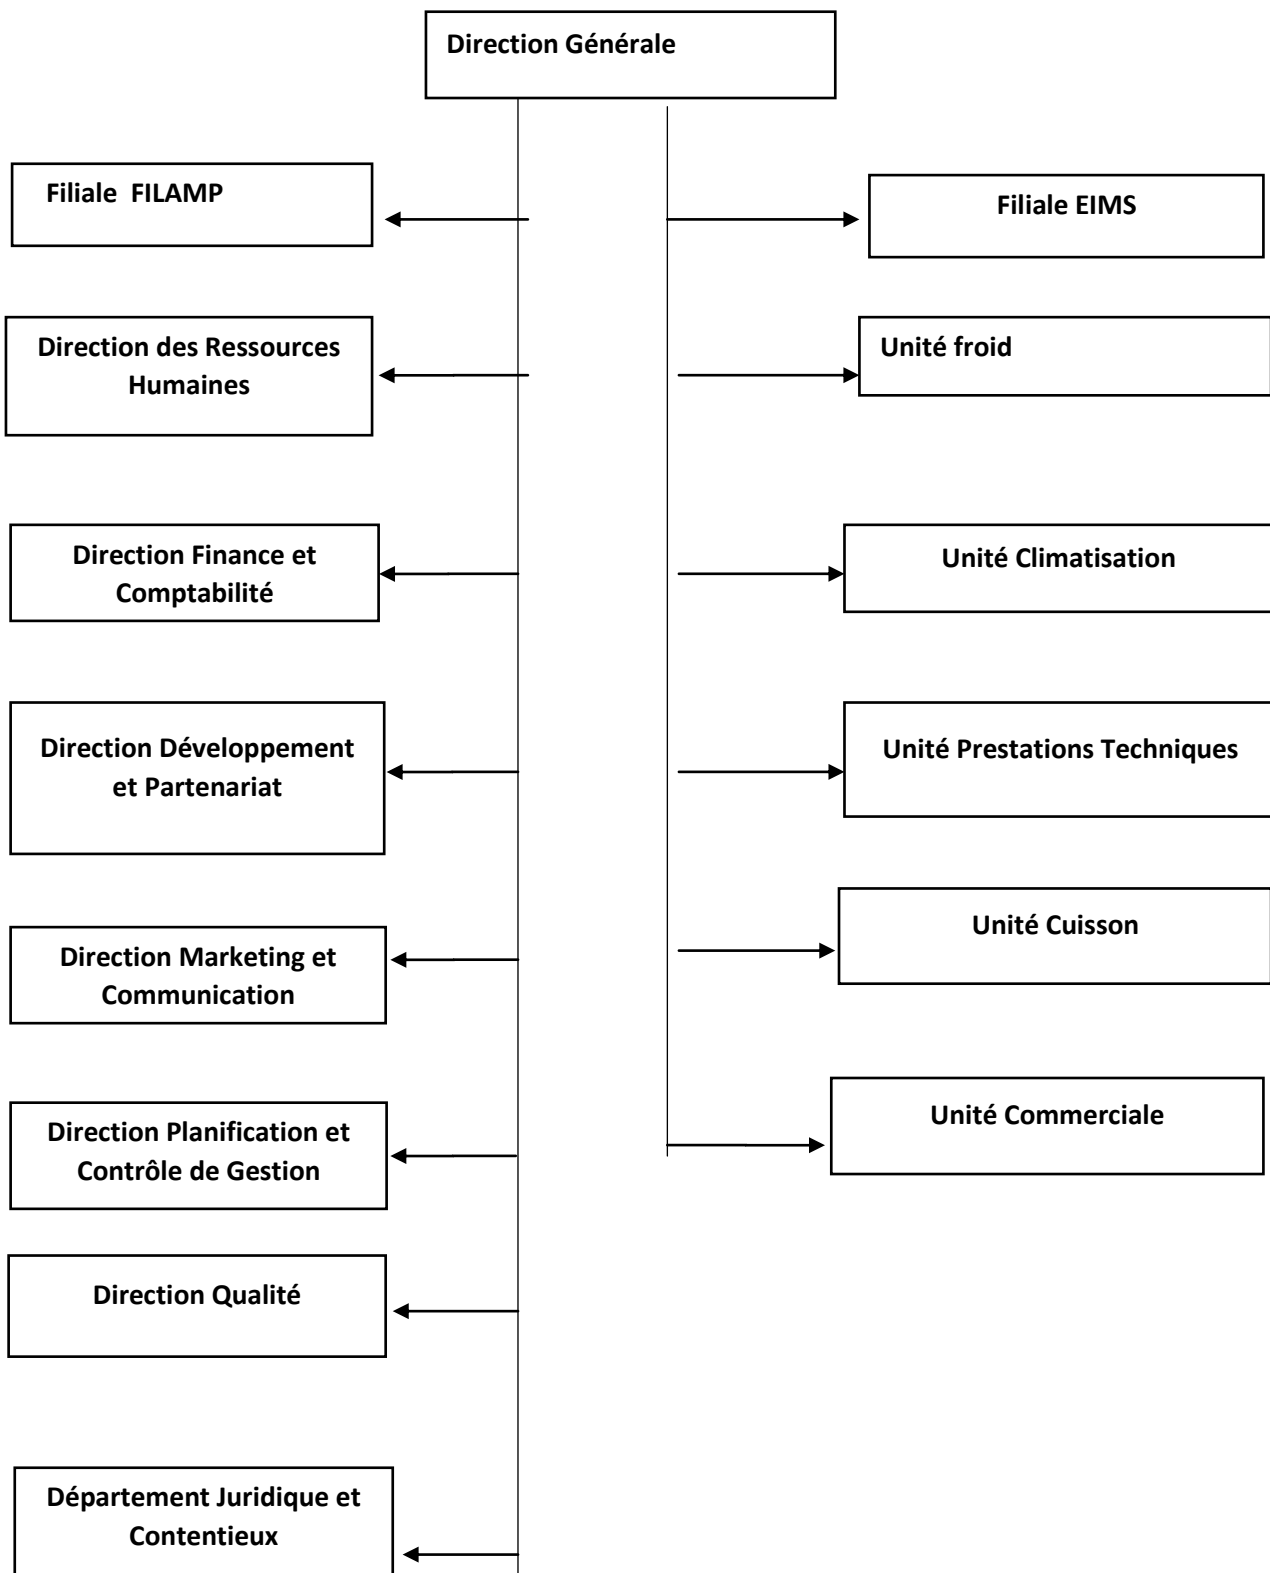 Direction Générale
Filiale  FILAMP
Filiale EIMS
Direction des Ressources
Humaines
Unité froid
Direction Finance et
Comptabilité
Unité Climatisation
Direction Développement
et Partenariat
Unité Prestations Techniques
Direction Marketing et
Communication
Unité Cuisson
Direction Planification et
Contrôle de Gestion
Unité Commerciale
Direction Qualité
Département Juridique et
Contentieux